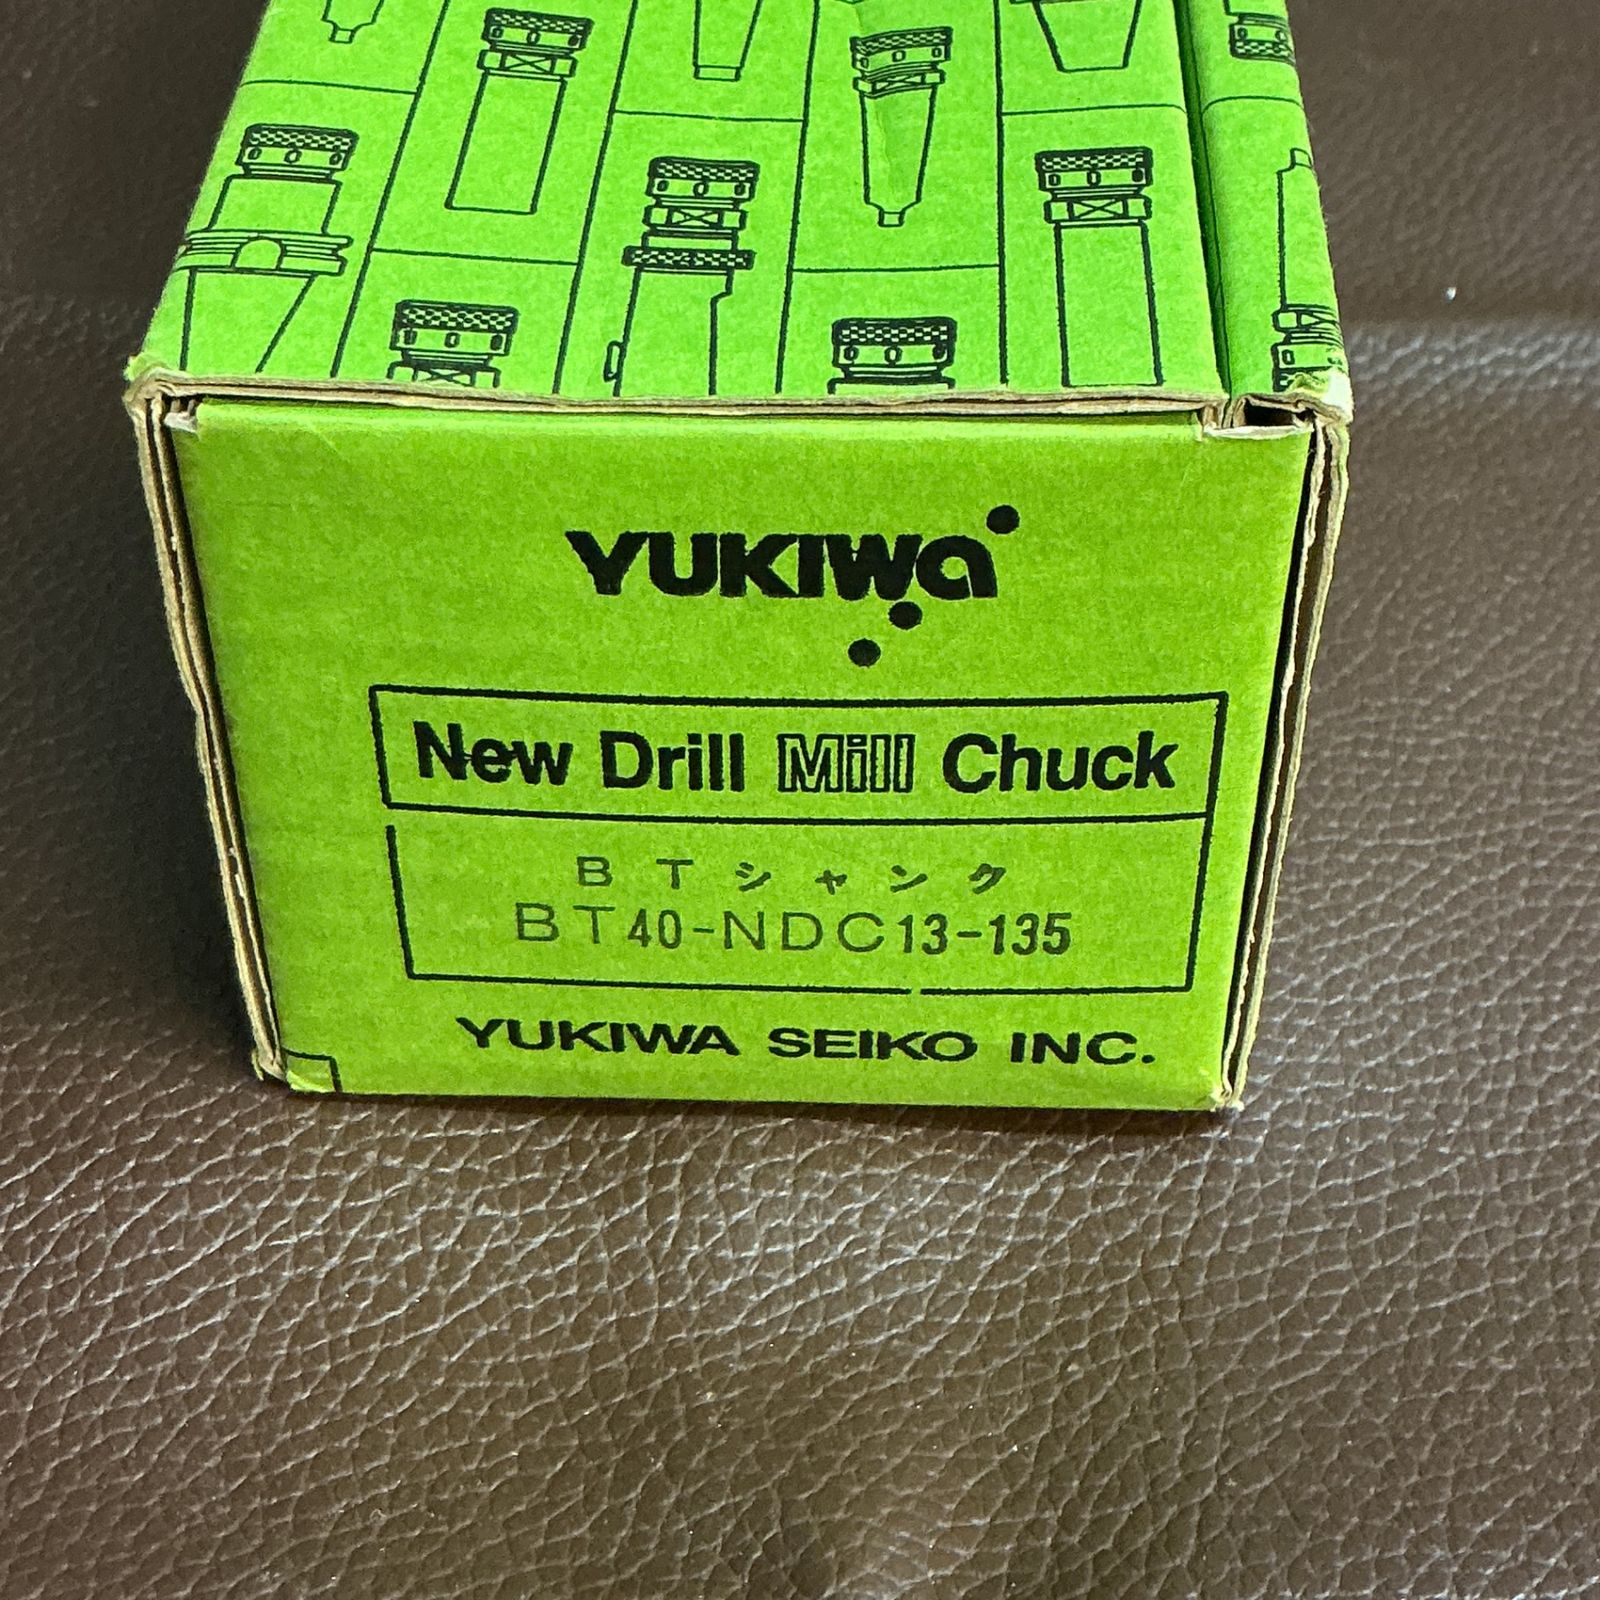 YUKIWA
New Drill Mill Chuck
BTシャンク
BT40-NDC13-135
YUKIWA SEIKO INC.